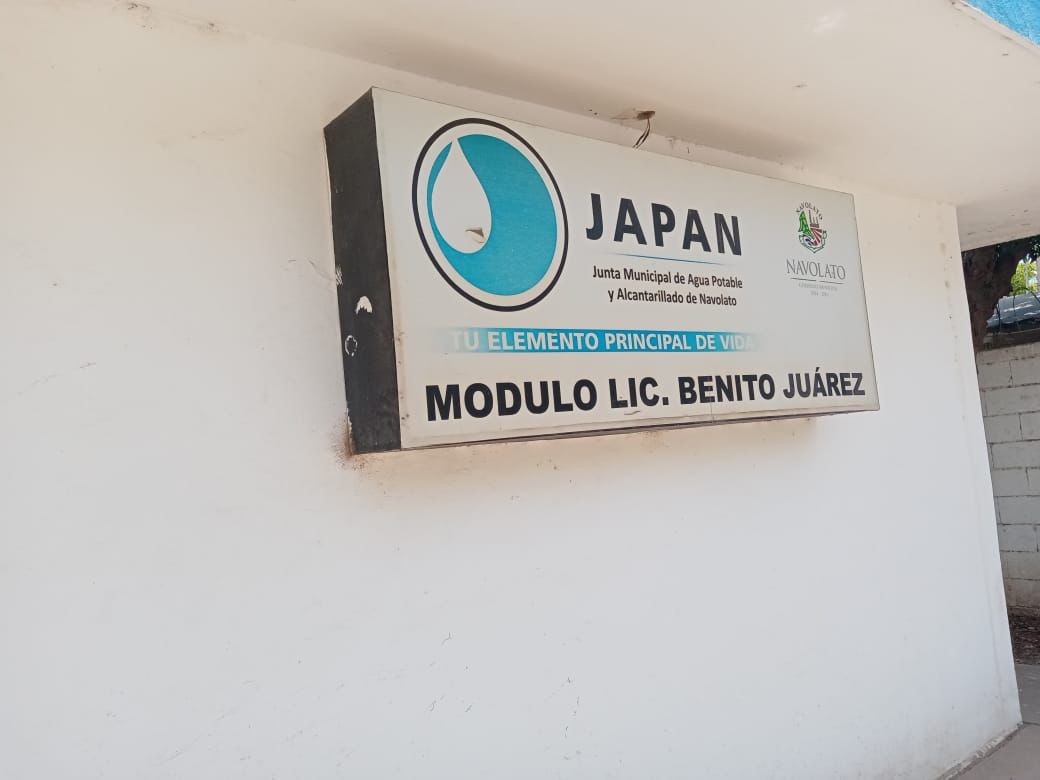 JAPAN
Junta Municipal de Agua Potable
y Alcantarillado de Navolato
NAVOLATO
NAVOLATO
TU ELEMENTO PRINCIPAL DE VIDA
MODULO LIC. BENITO JUÁREZ